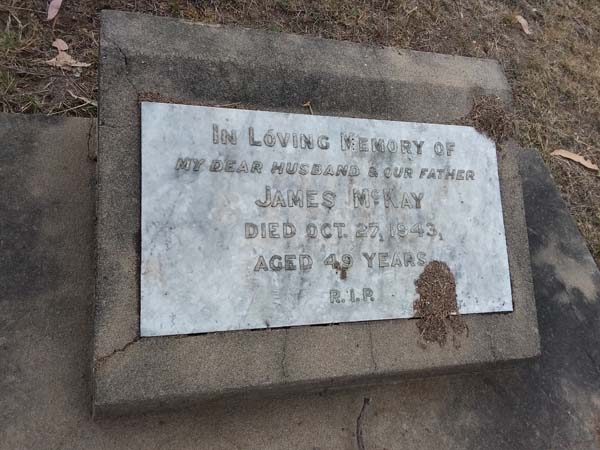 IN LOVING MEMORY OF
MY DEAR HUSBAND & OUR FATHER
JAMES McKAY
DIED OCT. 27, 1943,
AGED 49 YEARS
R.I.P.